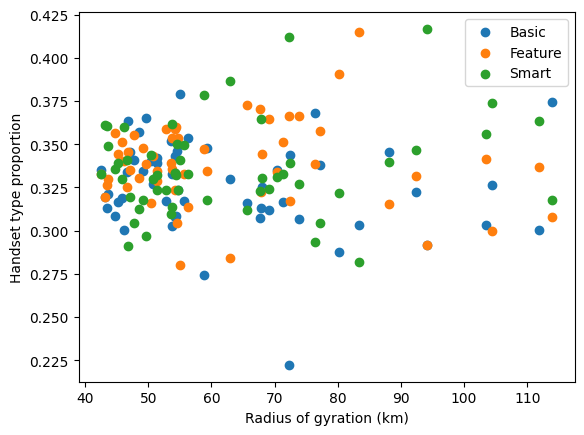 0.425
0.400
0.375
0.350
0.325
0.300
0.275
0.250
0.225
Handset type proportion
Basic
Feature
Smart
40 50 60 70 80 90 100 110
Radius of gyration (km)